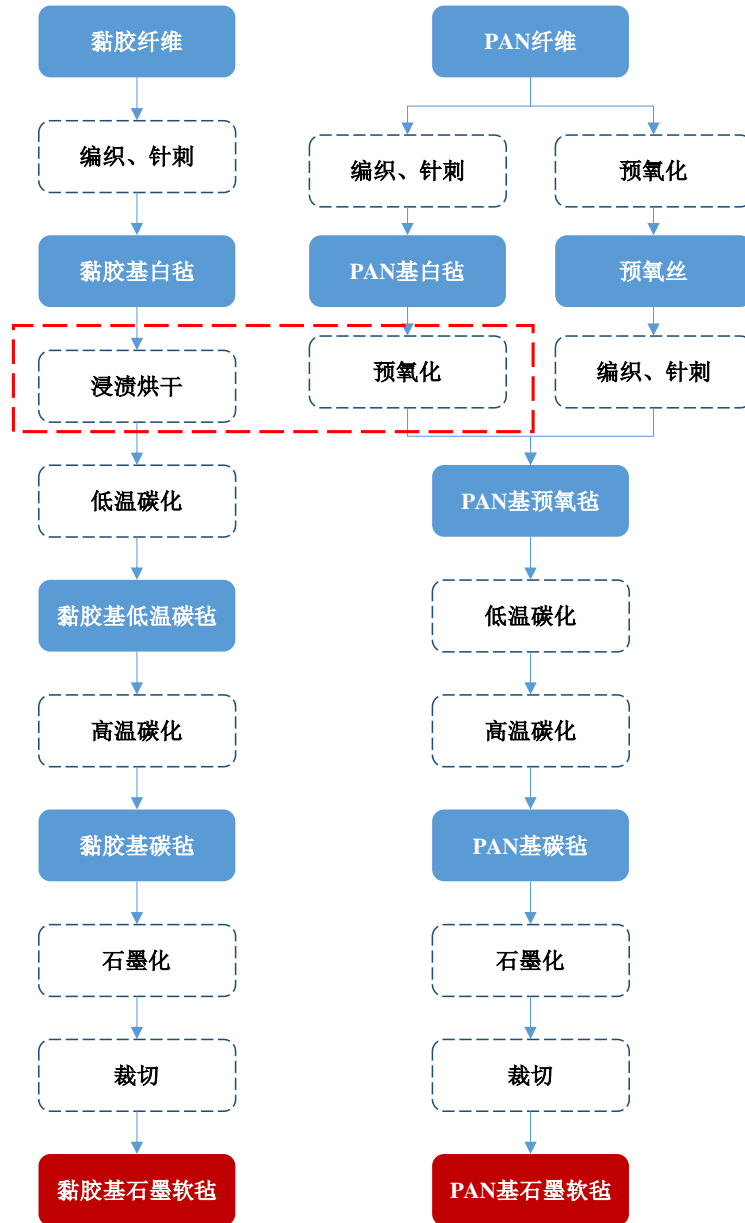 黏胶纤维
PAN纤维
编织、针刺
编织、针刺
预氧化
黏胶基白毡
PAN基白毡
预氧丝
浸渍烘干
预氧化
编织、针刺
低温碳化
PAN基预氧毡
黏胶基低温碳毡
低温碳化
高温碳化
高温碳化
黏胶基碳毡
PAN基碳毡
石墨化
石墨化
裁切
裁切
黏胶基石墨软毡
PAN基石墨软毡